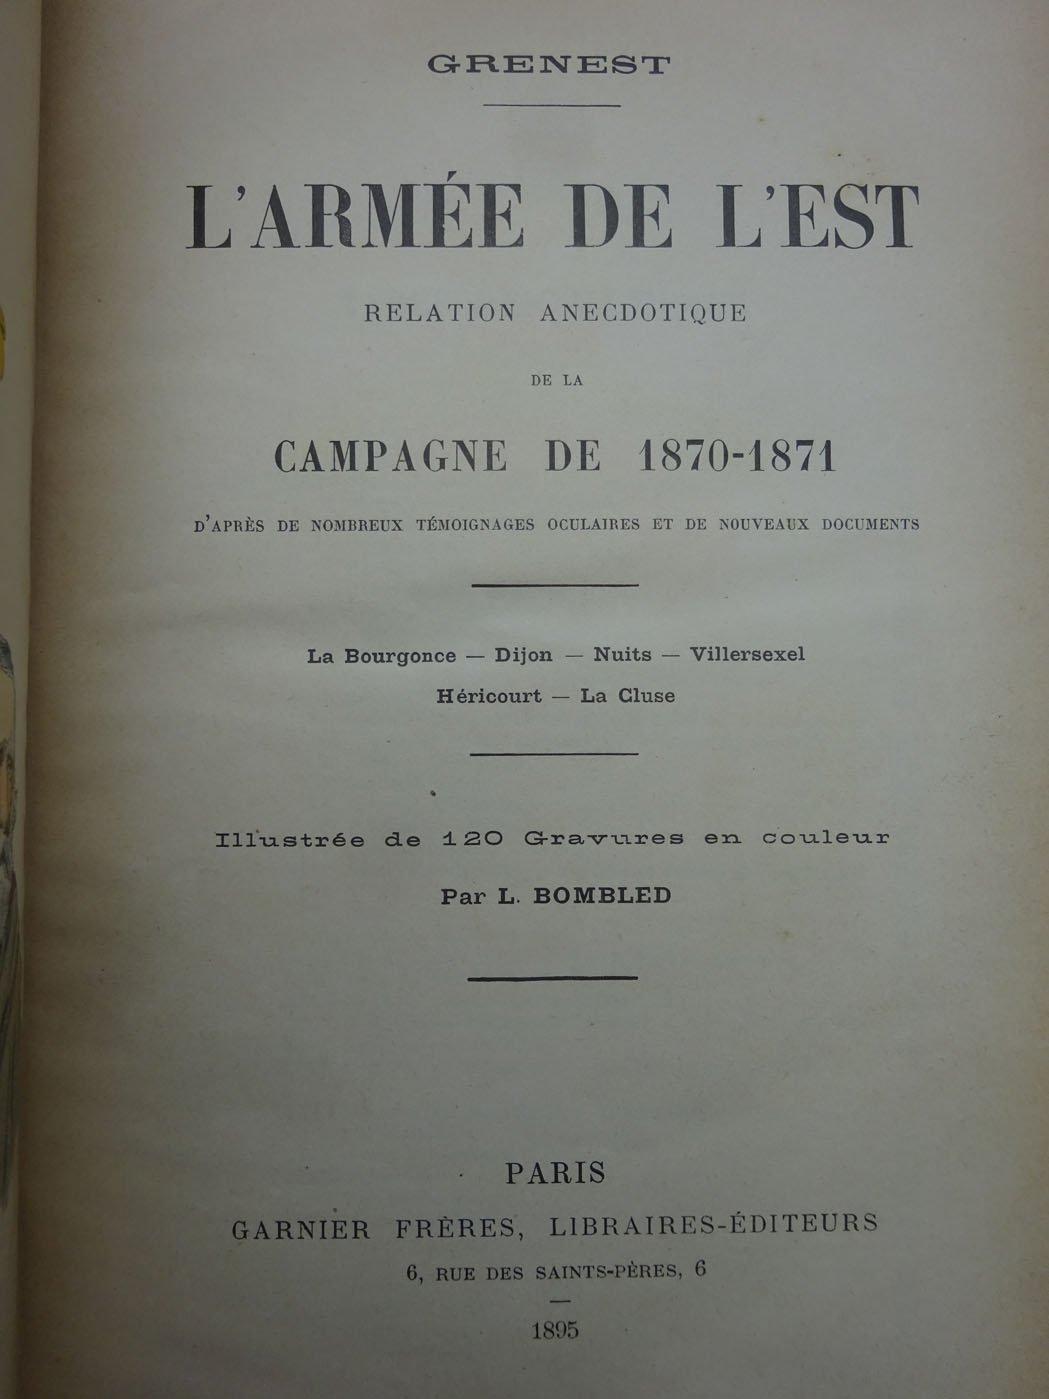 GRENEST
L'ARMÉE DE L'EST
RELATION ANECDOTIQUE
DE LA
CAMPAGNE DE 1870-1871
D'APRÈS DE NOMBREUX TÉMOIGNAGES OCULAIRES ET DE NOUVEAUX DOCUMENTS
La Bourgonce — Dijon — Nuits — Villersexel
Héricourt — La Cluse
Illustrée de 120 Gravures en couleur
Par L. BOMBLED
PARIS
GARNIER FRÈRES, LIBRAIRES-ÉDITEURS
6, RUE DES SAINTS-PÈRES, 6
1895